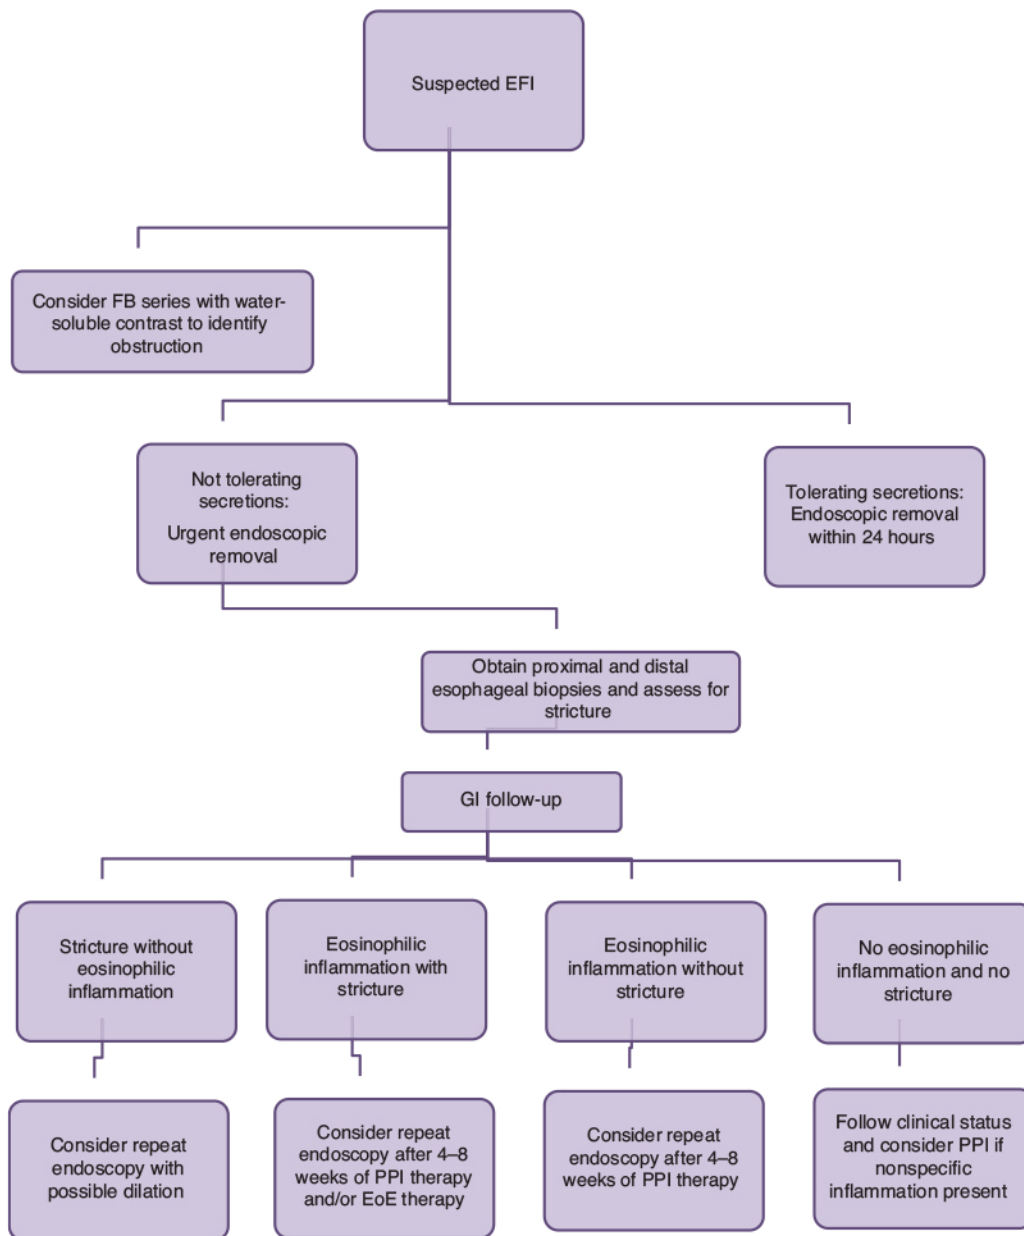 Suspected EFI
Consider FB series with water-
soluble contrast to identify
obstruction
Not tolerating
secretions:
Urgent endoscopic
removal
Tolerating secretions:
Endoscopic removal
within 24 hours
Obtain proximal and distal
esophageal biopsies and assess for
stricture
GI follow-up
Stricture without
eosinophilic
inflammation
Eosinophilic
inflammation with
stricture
Eosinophilic
inflammation without
stricture
No eosinophilic
inflammation and no
stricture
Consider repeat
endoscopy with
possible dilation
Consider repeat
endoscopy after 4–8
weeks of PPI therapy
and/or EoE therapy
Consider repeat
endoscopy after 4–8
weeks of PPI therapy
Follow clinical status
and consider PPI if
nonspecific
inflammation present